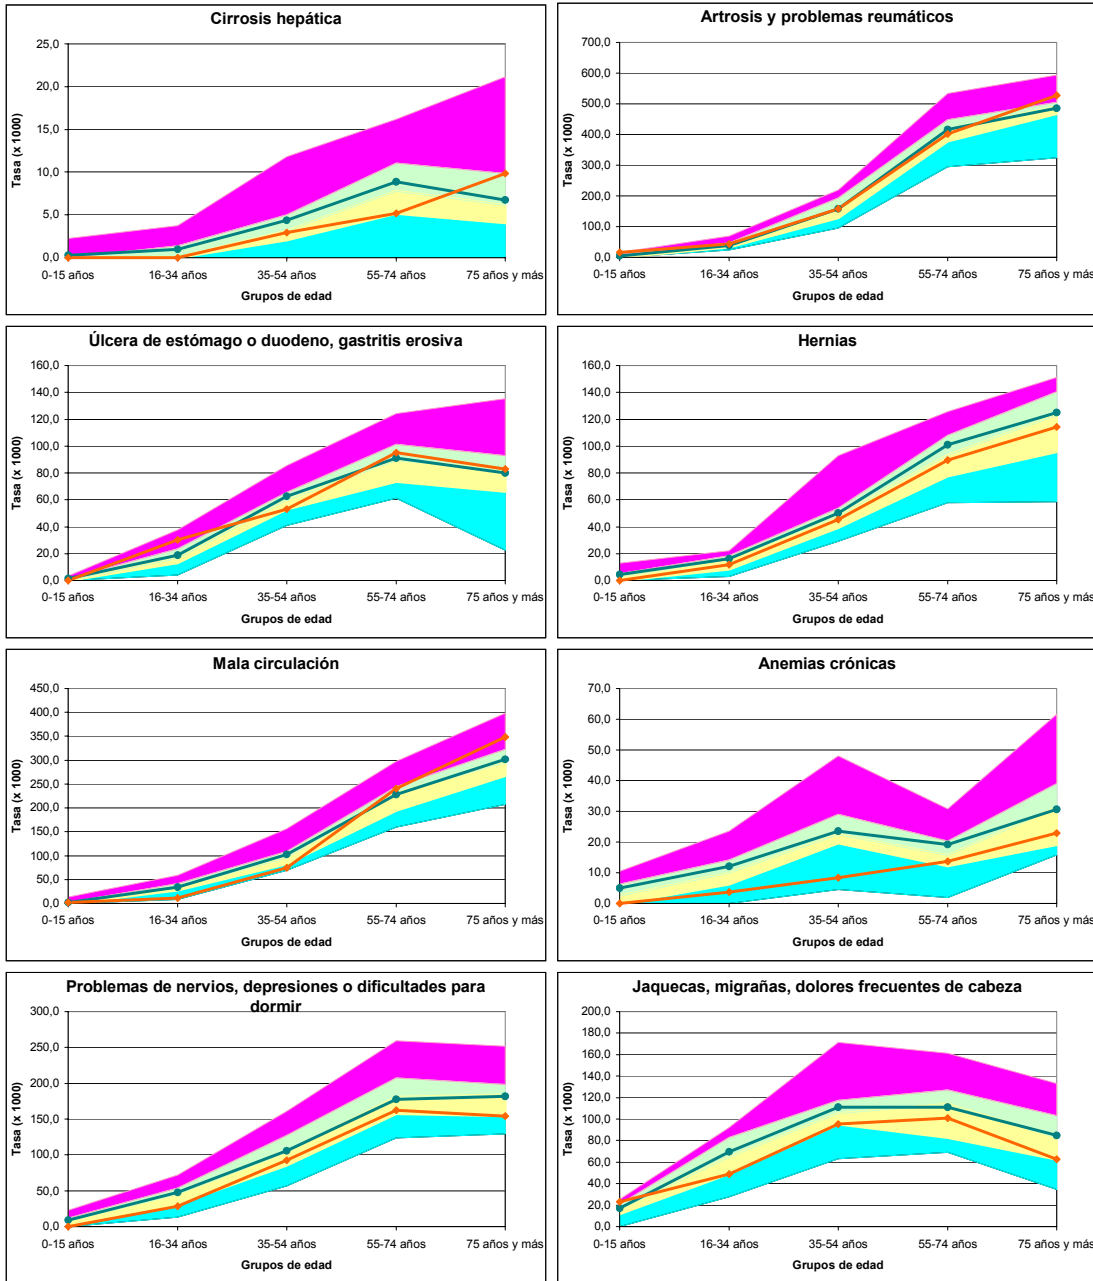 Cirrosis hepática
Tasa (x 1000)
25,0
20,0
15,0
10,0
5,0
0,0
0-15 años 16-34 años 35-54 años 55-74 años 75 años y más
Grupos de edad
Artrosis y problemas reumáticos
Tasa (x 1000)
700,0
600,0
500,0
400,0
300,0
200,0
100,0
0,0
0-15 años 16-34 años 35-54 años 55-74 años 75 años y más
Grupos de edad
Úlcera de estómago o duodeno, gastritis erosiva
Tasa (x 1000)
160,0
140,0
120,0
100,0
80,0
60,0
40,0
20,0
0,0
0-15 años 16-34 años 35-54 años 55-74 años 75 años y más
Grupos de edad
Hernias
Tasa (x 1000)
160,0
140,0
120,0
100,0
80,0
60,0
40,0
20,0
0,0
0-15 años 16-34 años 35-54 años 55-74 años 75 años y más
Grupos de edad
Mala circulación
Tasa (x 1000)
450,0
400,0
350,0
300,0
250,0
200,0
150,0
100,0
50,0
0,0
0-15 años 16-34 años 35-54 años 55-74 años 75 años y más
Grupos de edad
Anemias crónicas
Tasa (x 1000)
70,0
60,0
50,0
40,0
30,0
20,0
10,0
0,0
0-15 años 16-34 años 35-54 años 55-74 años 75 años y más
Grupos de edad
Problemas de nervios, depresiones o dificultades para
dormir
Tasa (x 1000)
300,0
250,0
200,0
150,0
100,0
50,0
0,0
0-15 años 16-34 años 35-54 años 55-74 años 75 años y más
Grupos de edad
Jaquecas, migrañas, dolores frecuentes de cabeza
Tasa (x 1000)
200,0
180,0
160,0
140,0
120,0
100,0
80,0
60,0
40,0
20,0
0,0
0-15 años 16-34 años 35-54 años 55-74 años 75 años y más
Grupos de edad